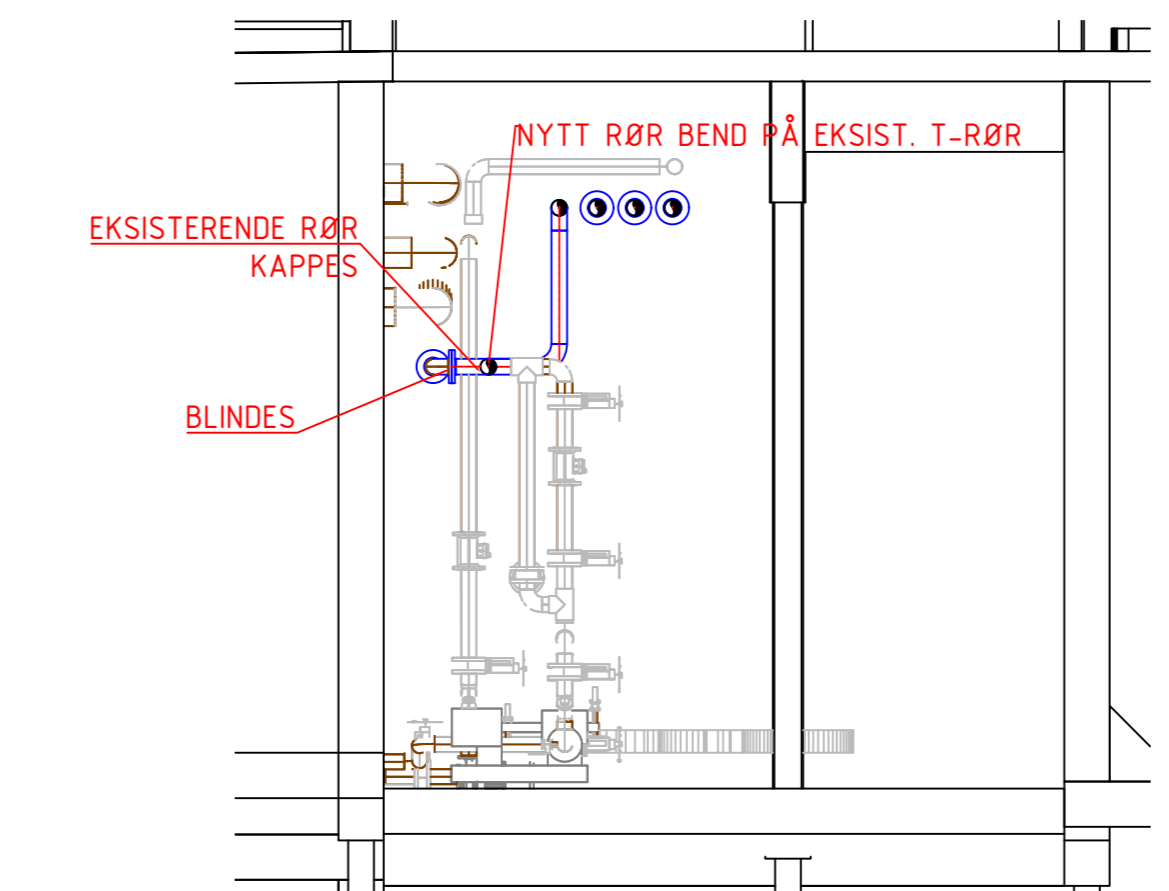 NYTT RØR BEND PÅ EKSIST. T-RØR
EKSISTERENDE RØR
KAPPES
BLINDES